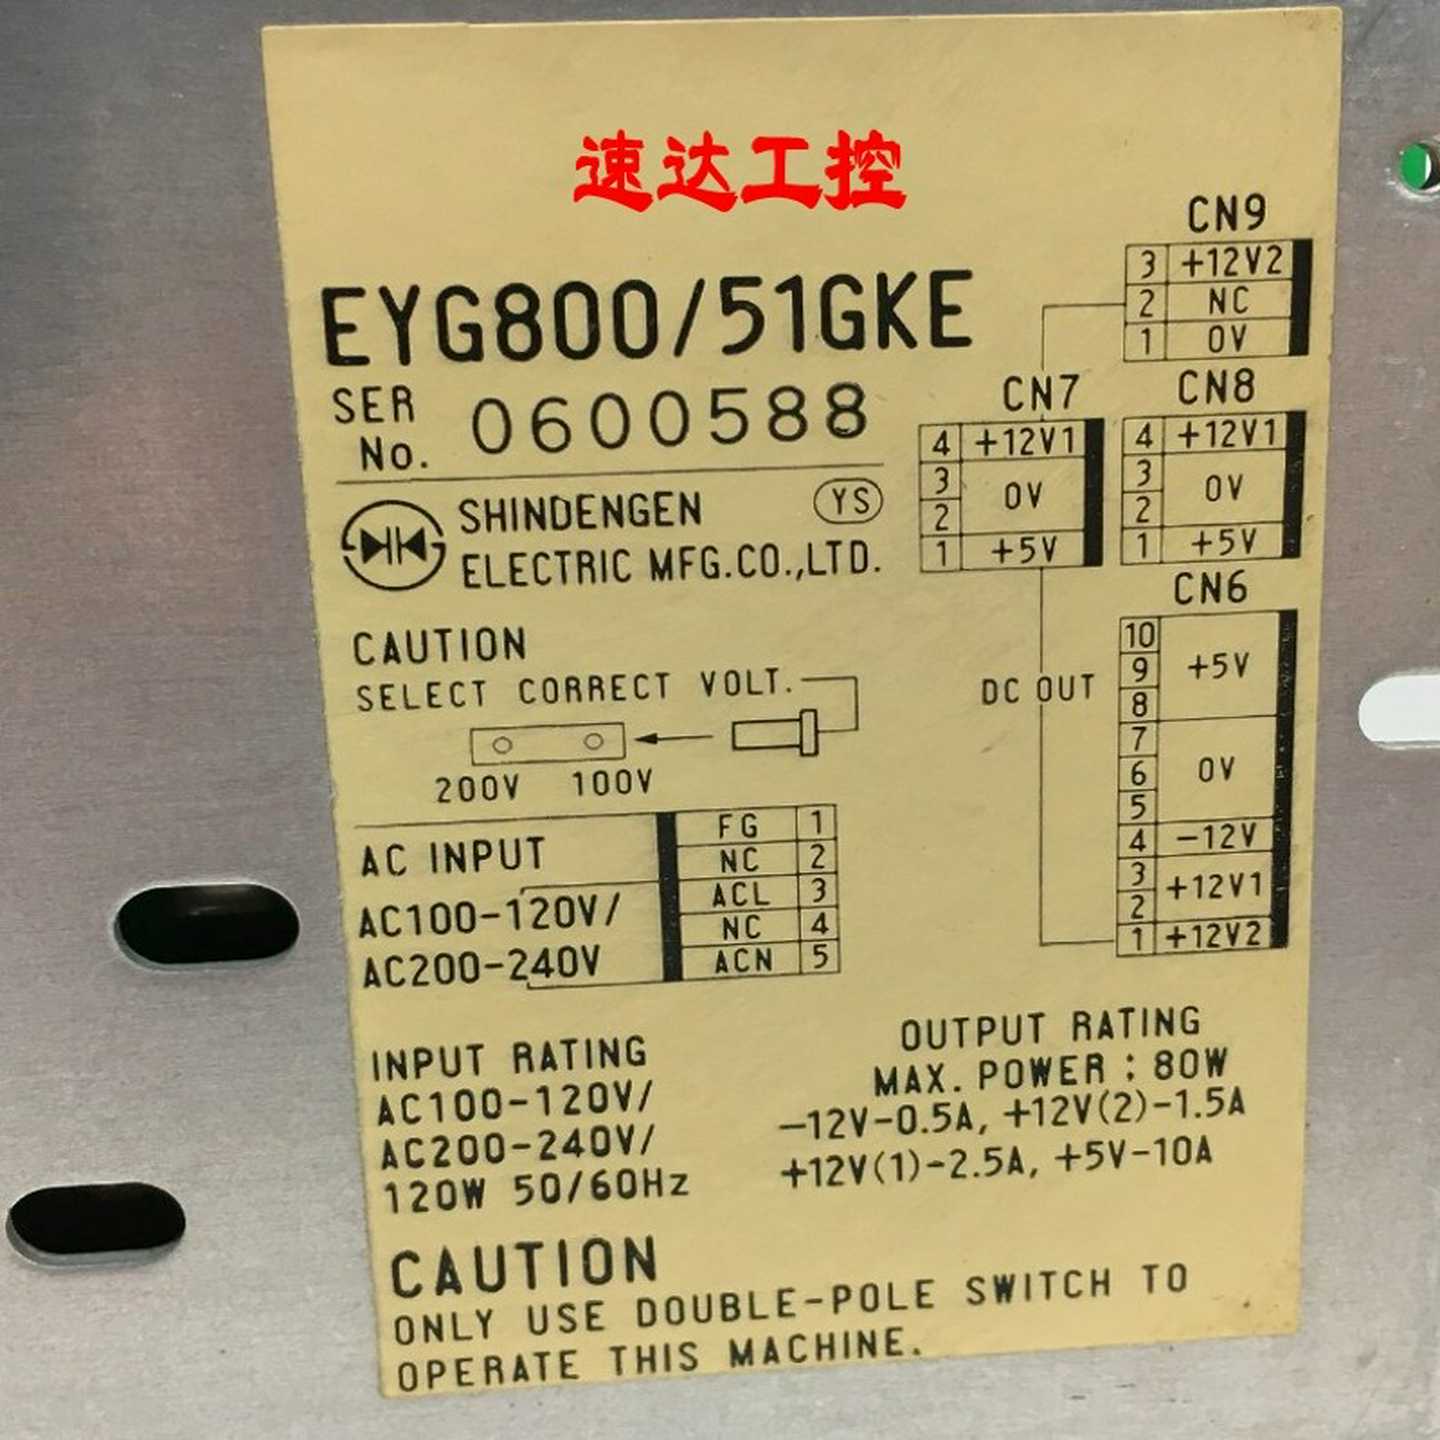 速达工控
EYG800/51GKE
SER No. 0600588
SHINDENGEN YS
ELECTRIC MFG.CO.,LTD.
CAUTION
SELECT CORRECT VOLT.
200V 100V
AC INPUT
AC100-120V/
AC200-240V
FG 1
NC 2
ACL 3
NC 4
ACN 5
CN9
3 +12V2
2 NC
1 0V
CN7
4 +12V1
3
2
0V
1 +5V
CN8
4 +12V1
3
2
0V
1 +5V
DC OUT
CN6
10
9
8
+5V
7
6
5
0V
4 -12V
3
2
+12V1
1 +12V2
INPUT RATING
AC100-120V/
AC200-240V/
120W 50/60Hz
OUTPUT RATING
MAX. POWER : 80W
-12V-0.5A, +12V(2)-1.5A
+12V(1)-2.5A, +5V-10A
CAUTION
ONLY USE DOUBLE-POLE SWITCH TO
OPERATE THIS MACHINE.